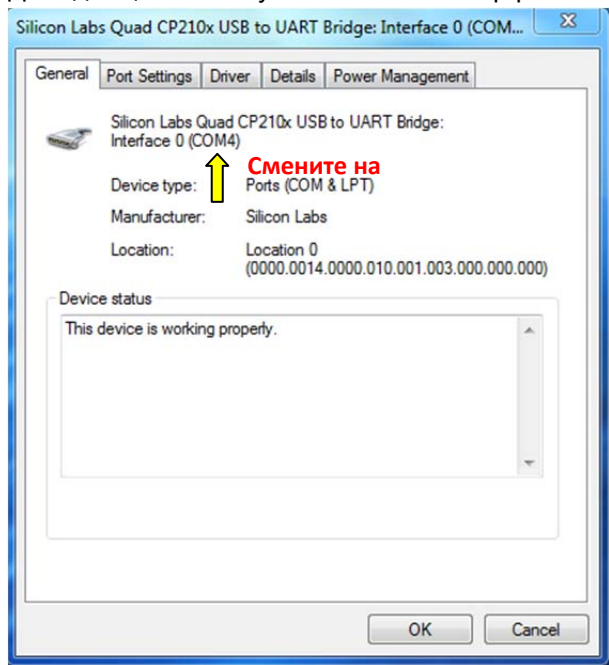 Silicon Labs Quad CP210x USB to UART Bridge: Interface 0 (COM...
General Port Settings Driver Details Power Management
Silicon Labs Quad CP210x USB to UART Bridge:
Interface 0 (COM4)
Смените на
Device type: Ports (COM & LPT)
Manufacturer: Silicon Labs
Location: Location 0
(0000.0014.0000.010.001.003.000.000.000)
Device status
This device is working properly.
OK Cancel